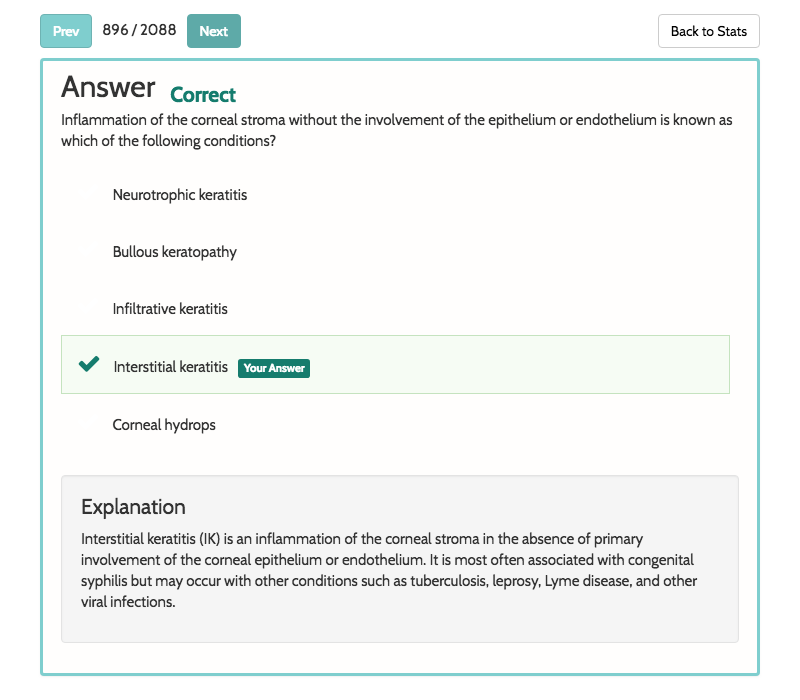 Prev 896 / 2088 Next Back to Stats
Answer Correct
Inflammation of the corneal stroma without the involvement of the epithelium or endothelium is known as
which of the following conditions?
Neurotrophic keratitis
Bullous keratopathy
Infiltrative keratitis
Interstitial keratitis Your Answer
Corneal hydrops
Explanation
Interstitial keratitis (IK) is an inflammation of the corneal stroma in the absence of primary
involvement of the corneal epithelium or endothelium. It is most often associated with congenital
syphilis but may occur with other conditions such as tuberculosis, leprosy, Lyme disease, and other
viral infections.